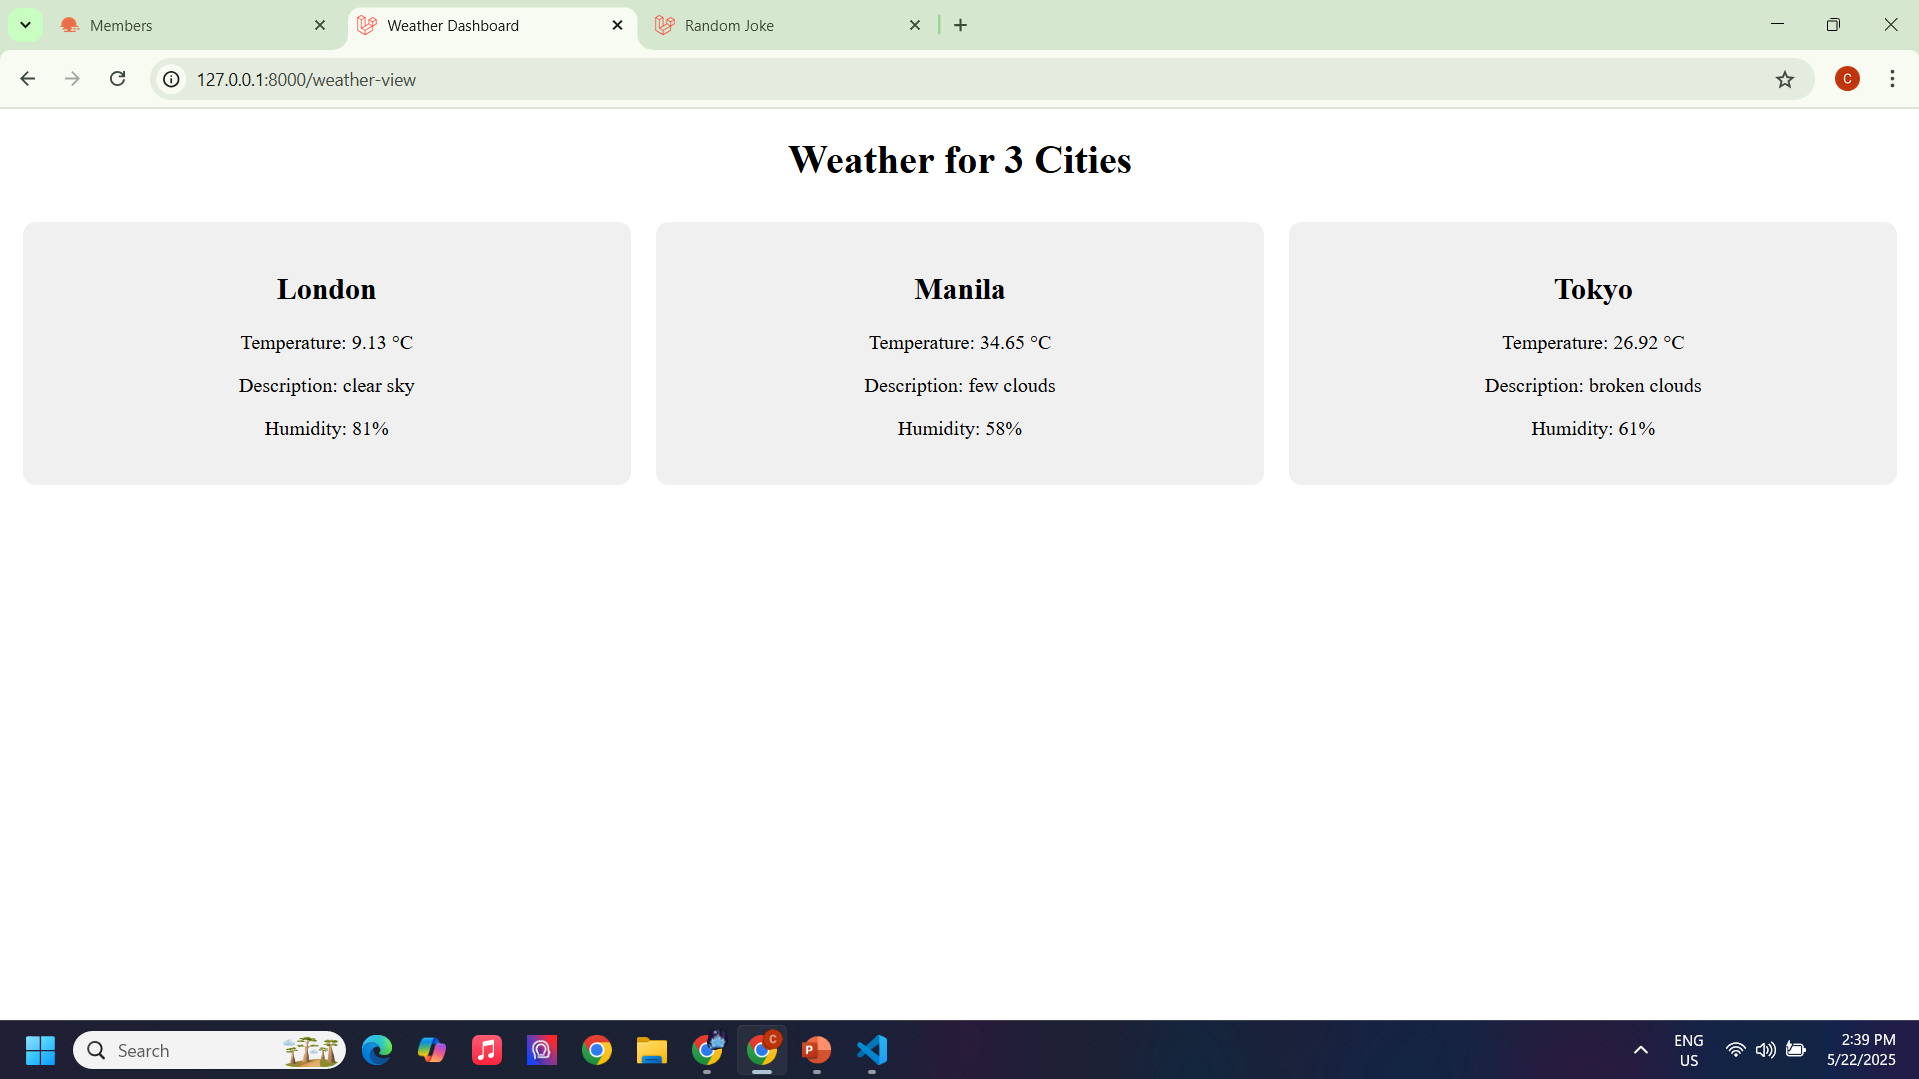 Members
Weather Dashboard
Random Joke
127.0.0.1:8000/weather-view
C
Weather for 3 Cities
London
Temperature: 9.13 °C
Description: clear sky
Humidity: 81%
Manila
Temperature: 34.65 °C
Description: few clouds
Humidity: 58%
Tokyo
Temperature: 26.92 °C
Description: broken clouds
Humidity: 61%
Search
C
P
ENG
US
2:39 PM
5/22/2025